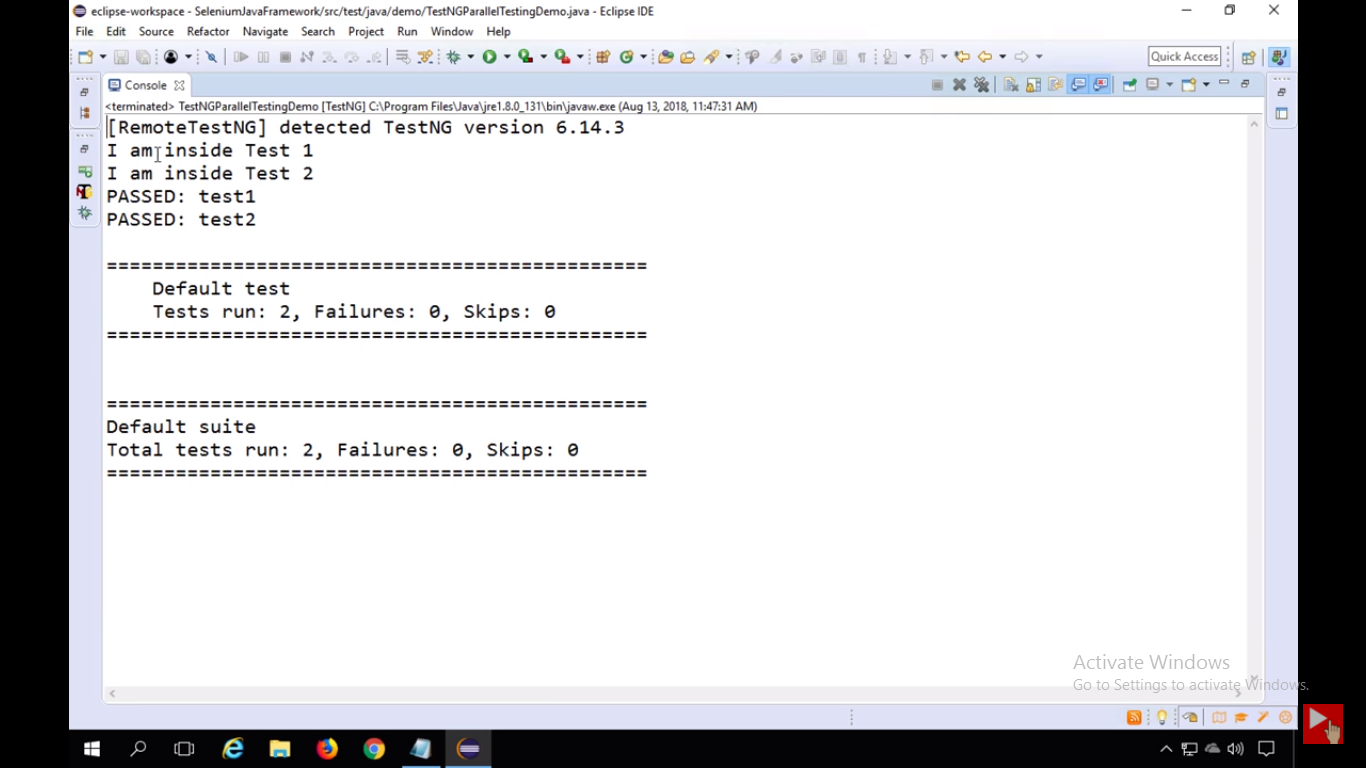 eclipse-workspace - SeleniumJavaFramework/src/test/java/demo/TestNGParallelTestingDemo.java - Eclipse IDE
File Edit Source Refactor Navigate Search Project Run Window Help
Quick Access
Console
<terminated> TestNGParallelTestingDemo [TestNG] C:\Program Files\Java\jre1.8.0_131\bin\javaw.exe (Aug 13, 2018, 11:47:31 AM)
[RemoteTestNG] detected TestNG version 6.14.3
I am inside Test 1
I am inside Test 2
PASSED: test1
PASSED: test2
===============================================
    Default test
    Tests run: 2, Failures: 0, Skips: 0
===============================================
===============================================
Default suite
Total tests run: 2, Failures: 0, Skips: 0
===============================================
Activate Windows
Go to Settings to activate Windows.